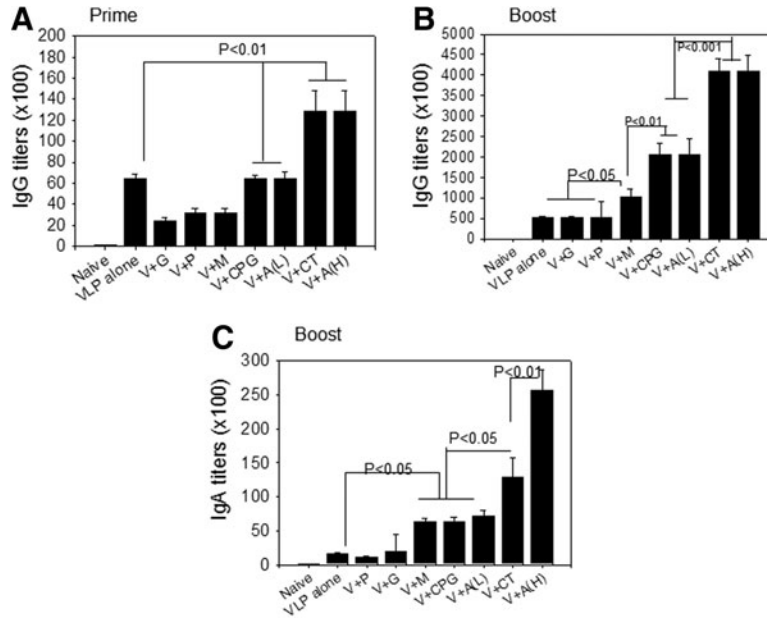 A Prime
200
180
160
140
120
100
80
60
40
20
0
IgG titers (x100)
P<0.01
Naive
VLP alone
V+G
V+P
V+M
V+CPG
V+A(L)
V+CT
V+A(H)
B Boost
5000
4500
4000
3500
3000
2500
2000
1500
1000
500
0
IgG titers (x100)
P<0.05
P<0.01
P<0.001
Naive
VLP alone
V+G
V+P
V+M
V+CPG
V+A(L)
V+CT
V+A(H)
C Boost
300
250
200
150
100
50
0
IgA titers (x100)
P<0.05
P<0.05
P<0.01
Naive
VLP alone
V+P
V+G
V+M
V+CPG
V+A(L)
V+CT
V+A(H)